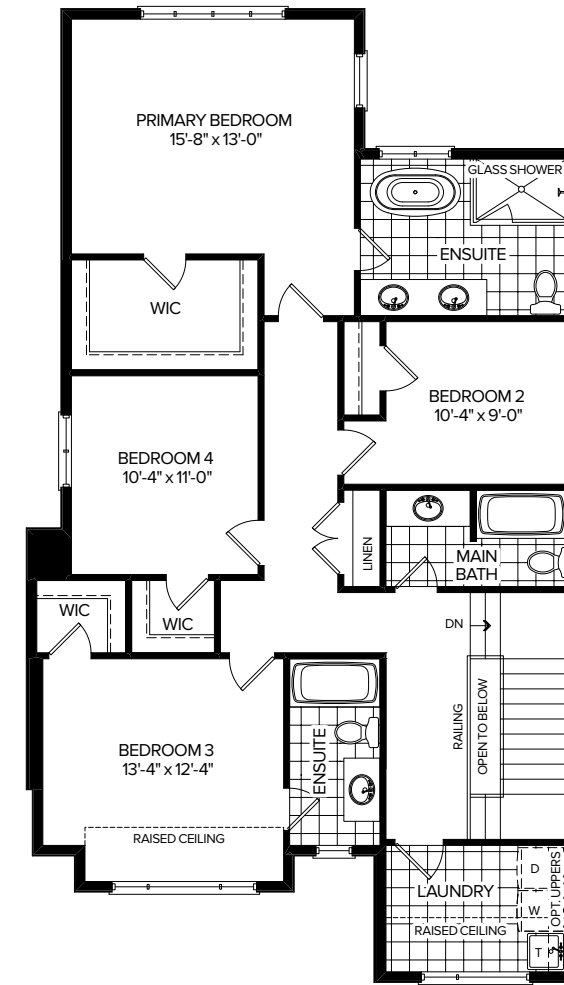 PRIMARY BEDROOM
15'-8" x 13'-0"
GLASS SHOWER
ENSUITE
WIC
BEDROOM 2
10'-4" x 9'-0"
BEDROOM 4
10'-4" x 11'-0"
LINEN
MAIN
BATH
WIC
WIC
DN
RAILING
OPEN TO BELOW
BEDROOM 3
13'-4" x 12'-4"
ENSUITE
RAISED CEILING
LAUNDRY
D
W
OPT. UPPERS
RAISED CEILING
T